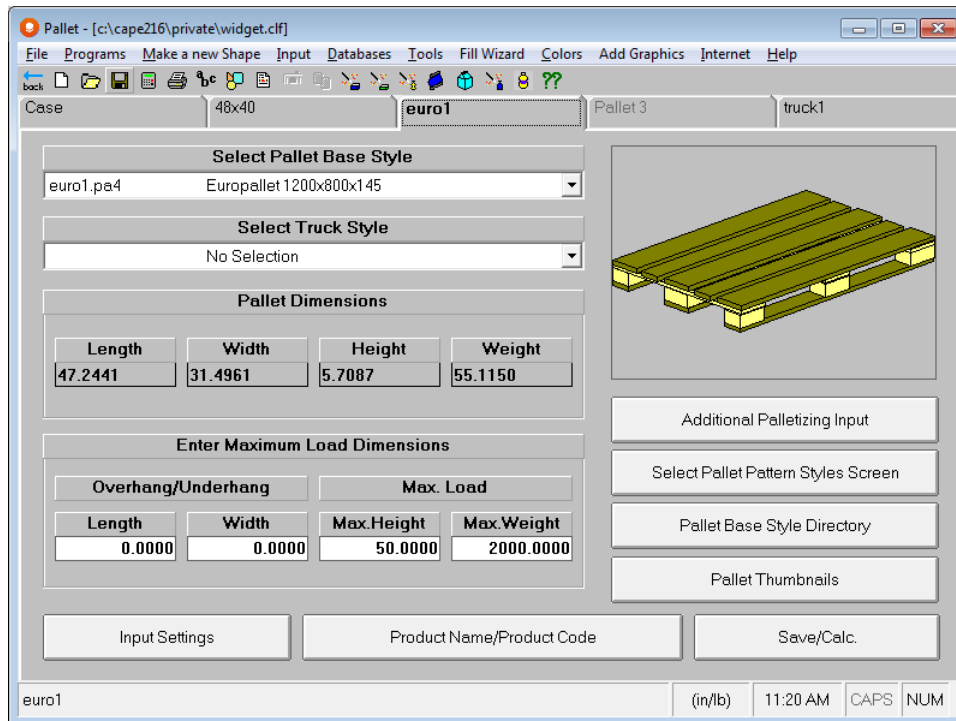 Pallet - [c:\cape216\private\widget.clf]
File Programs Make a new Shape Input Databases Tools Fill Wizard Colors Add Graphics Internet Help
back abc ??
Case 48x40 euro1 Pallet 3 truck1
Select Pallet Base Style
euro1.pa4 Europallet 1200x800x145
Select Truck Style
No Selection
Pallet Dimensions
Length Width Height Weight
47.2441 31.4961 5.7087 55.1150
Enter Maximum Load Dimensions
Overhang/Underhang Max. Load
Length Width Max.Height Max.Weight
0.0000 0.0000 50.0000 2000.0000
Additional Palletizing Input
Select Pallet Pattern Styles Screen
Pallet Base Style Directory
Pallet Thumbnails
Input Settings Product Name/Product Code Save/Calc.
euro1 (in/lb) 11:20 AM CAPS NUM